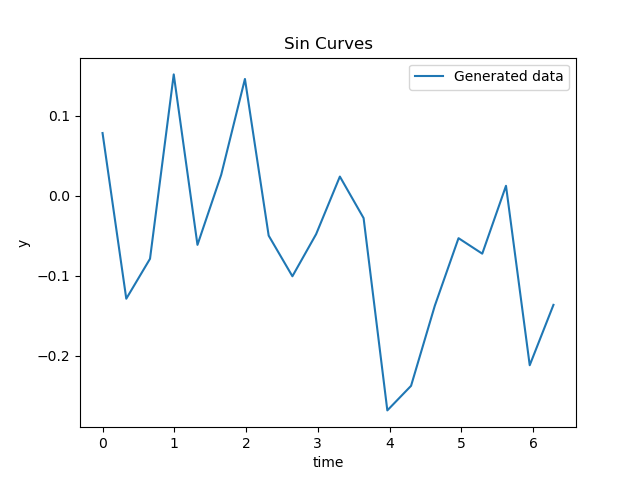 Sin Curves
Generated data
0.1
0.0
−0.1
−0.2
y
0 1 2 3 4 5 6
time